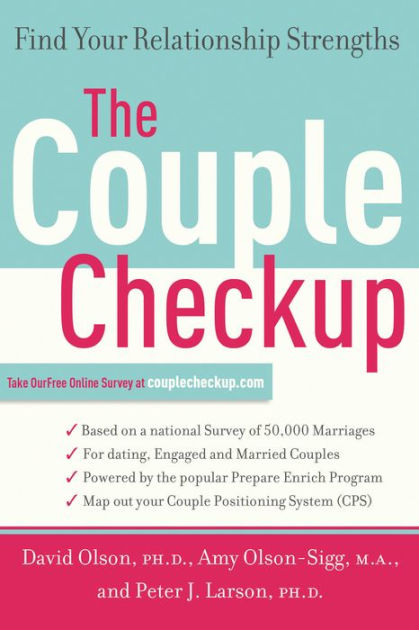 Find Your Relationship Strengths
The
Couple
Checkup
Take OurFree Online Survey at couplecheckup.com
✓ Based on a national Survey of 50,000 Marriages
✓ For dating, Engaged and Married Couples
✓ Powered by the popular Prepare Enrich Program
✓ Map out your Couple Positioning System (CPS)
David Olson, PH.D., Amy Olson-Sigg, M.A.,
and Peter J. Larson, PH.D.